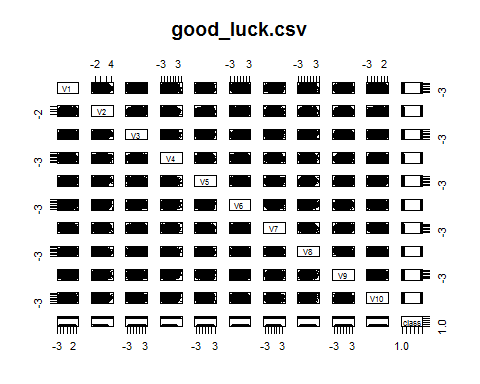 good_luck.csv
-2 4 -3 3 -3 3 -3 3 -3 2
V1 -3
-2 V2
V3 -3
-3 V4
V5 -3
-3 V6
V7 -3
-3 V8
V9 -3
-3 V10
class 1.0
-3 2 -3 3 -3 3 -3 3 -3 3 1.0